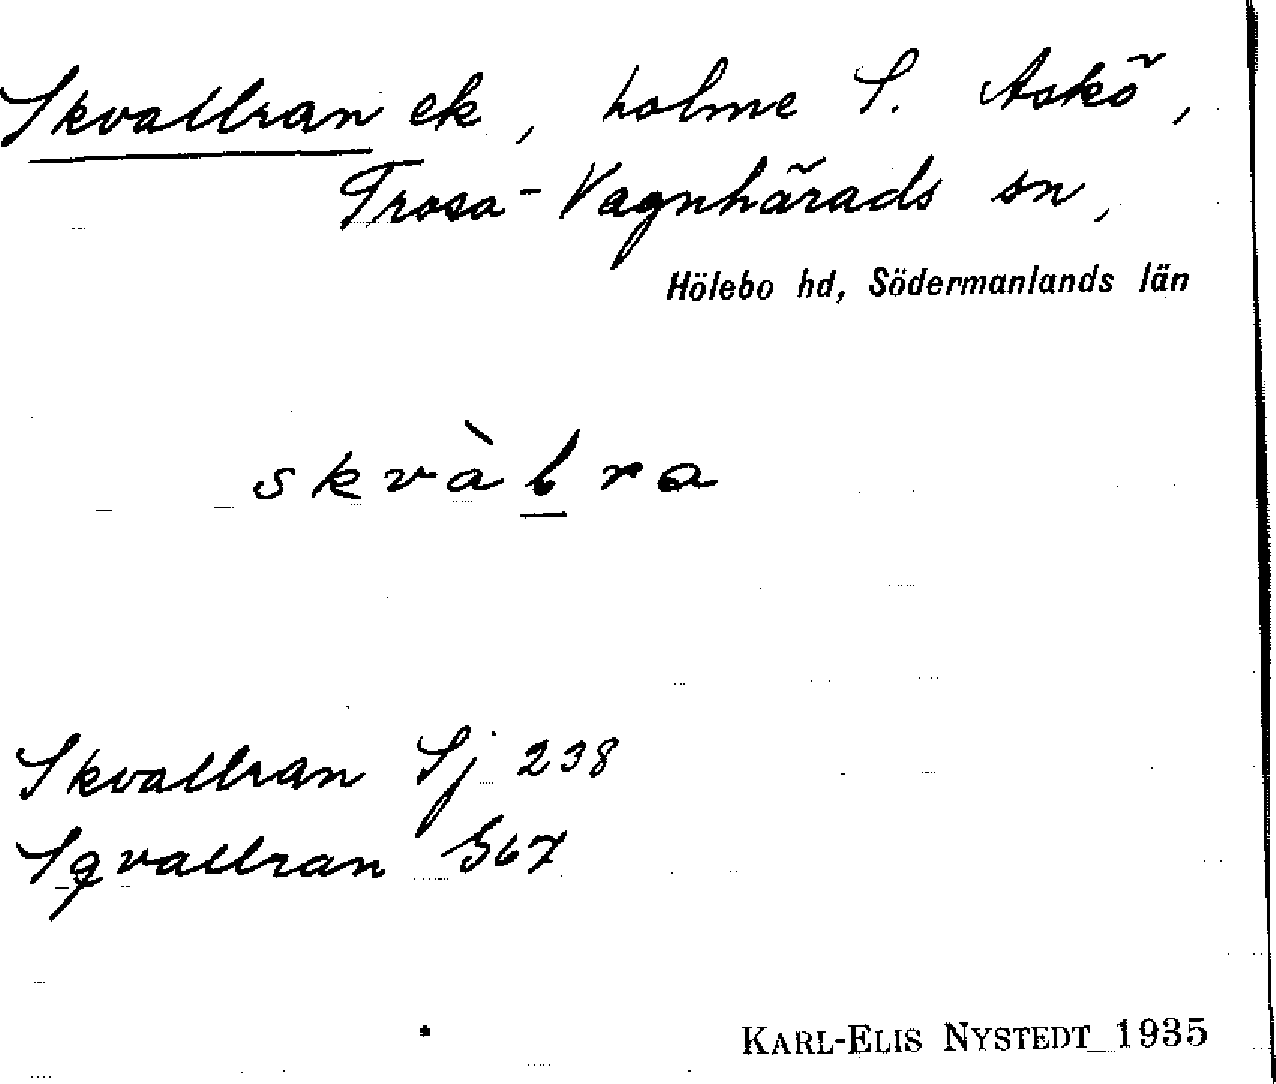 Skvallran ek, holme S. Askö,
Trosa-Vagnhärads sn,
Hölebo hd, Södermanlands län
skvàlra
Skvallran Sj 238
Sqvallran G67
KARL-ELIS NYSTEDT 1935